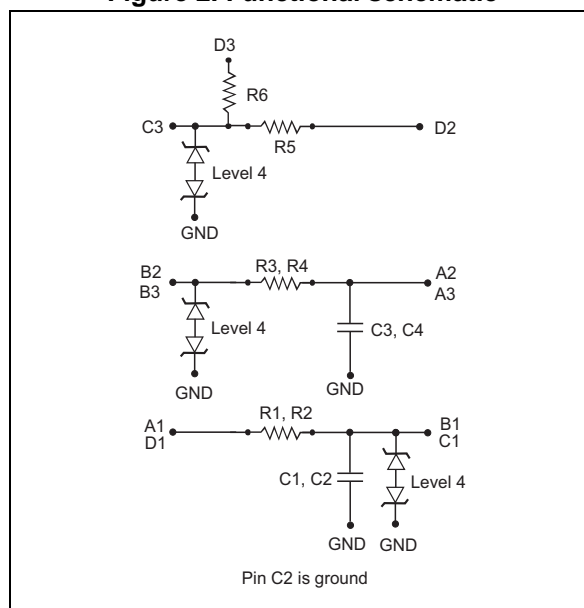 Figure 2. Functional schematic
D3
R6
C3
D2
R5
Level 4
GND
B2
B3
R3, R4
A2
A3
Level 4
C3, C4
GND
GND
A1
D1
R1, R2
B1
C1
C1, C2
Level 4
GND
GND
Pin C2 is ground